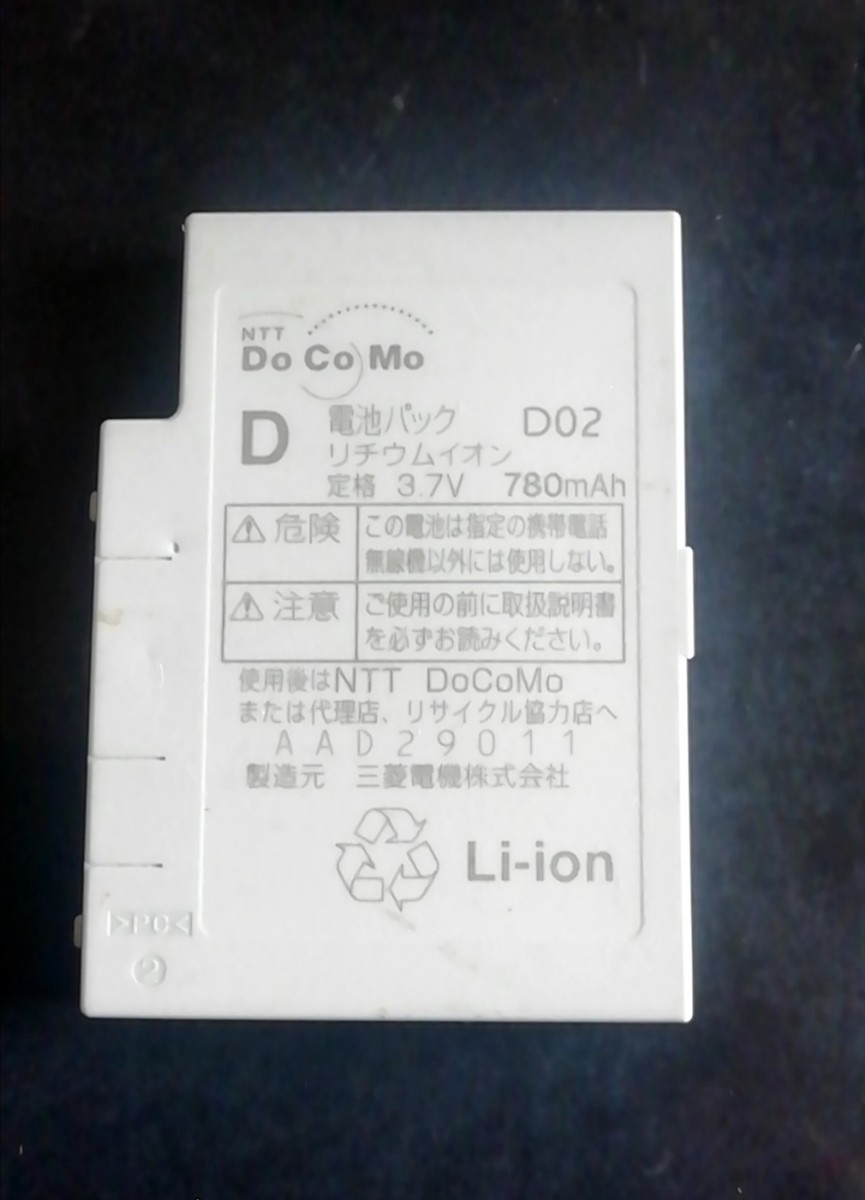 NTT
DoCoMo
D 電池パック D02
リチウムイオン
定格 3.7V 780mAh
⚠危険 この電池は指定の携帯電話
無線機以外には使用しない。
⚠注意 ご使用の前に取扱説明書
を必ずお読みください。
使用後はNTT DoCoMo
または代理店、リサイクル協力店へ
AAD29011
製造元 三菱電機株式会社
Li-ion
>PC<
②